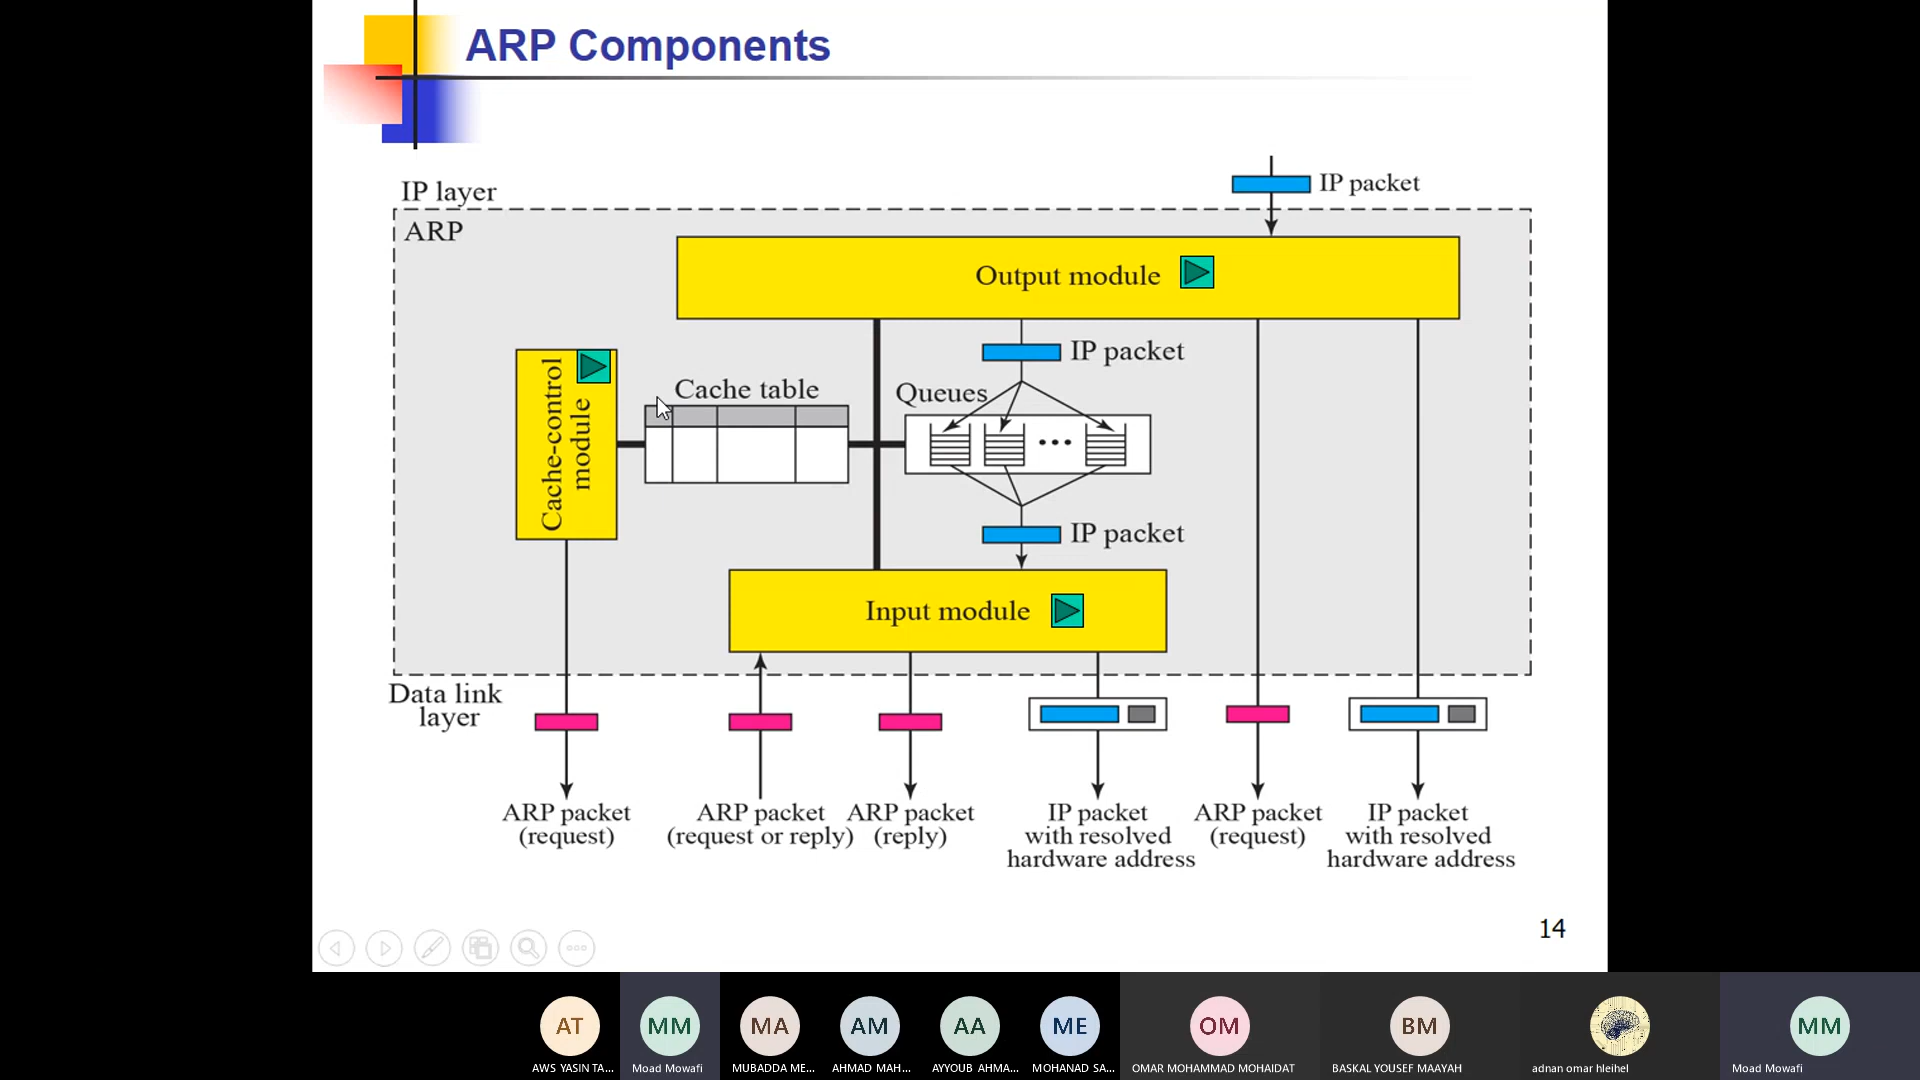 ARP Components
IP layer
IP packet
ARP
Output module
IP packet
Cache-control
module
Cache table
Queues
IP packet
Input module
Data link
layer
ARP packet
(request)
ARP packet
(request or reply)
ARP packet
(reply)
IP packet
with resolved
hardware address
ARP packet
(request)
IP packet
with resolved
hardware address
14
AT
MM
MA
AM
AA
ME
OM
BM
MM
AWS YASIN TA...
Moad Mowafi
MUBADDA ME...
AHMAD MAH...
AYYOUB AHMA...
MOHANAD SA...
OMAR MOHAMMAD MOHAIDAT
BASKAL YOUSEF MAAYAH
adnan omar hleihel
Moad Mowafi